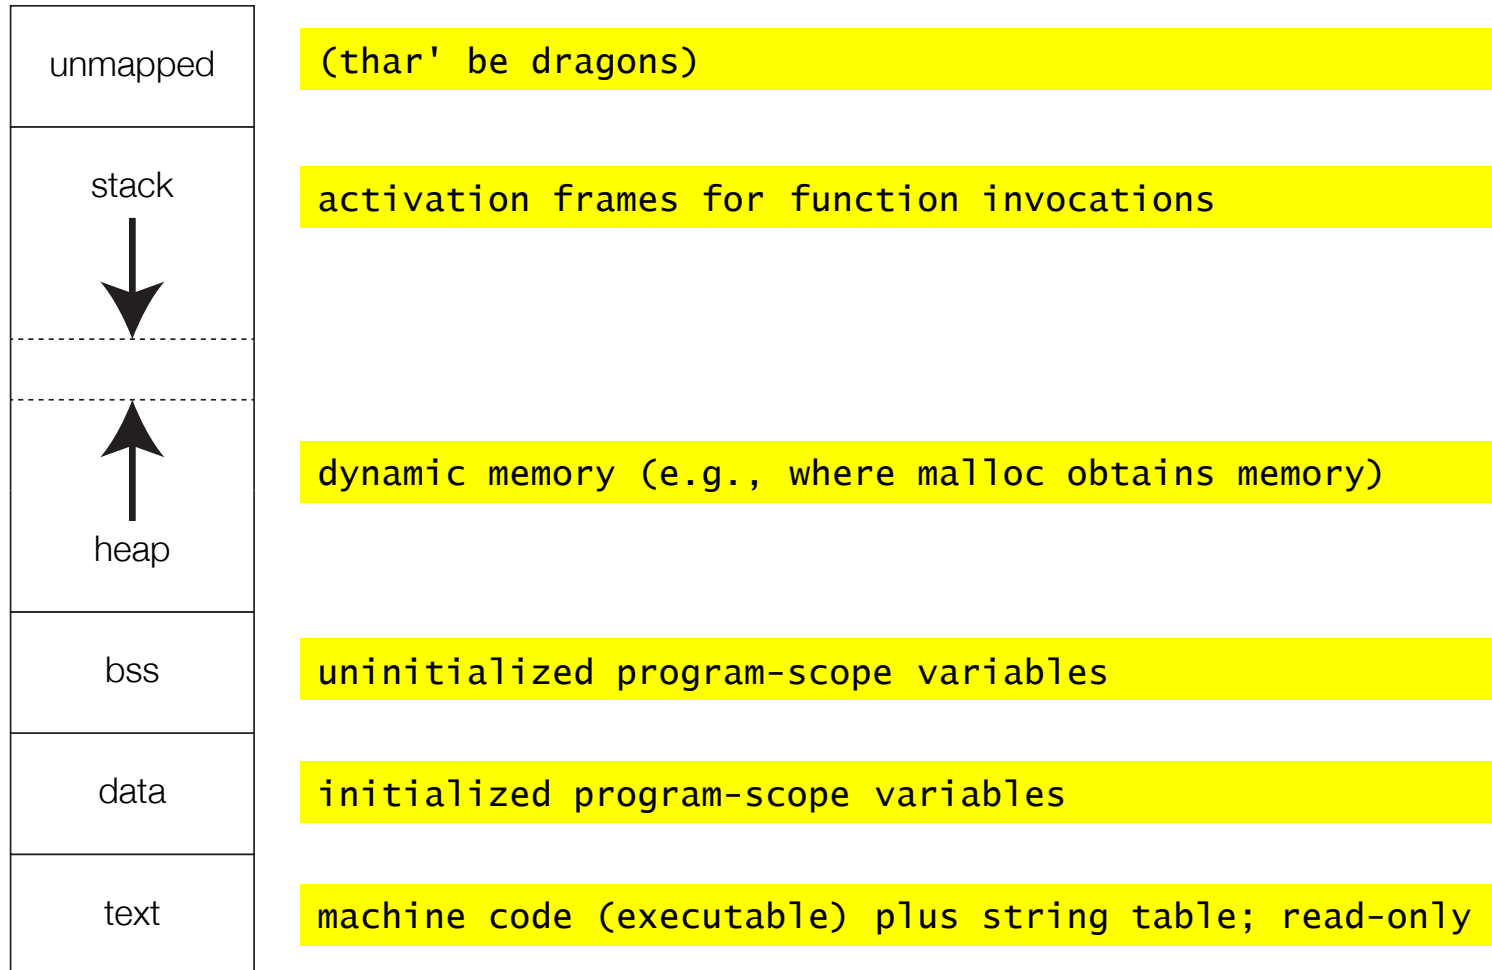 unmapped (thar' be dragons)
stack activation frames for function invocations
dynamic memory (e.g., where malloc obtains memory)
heap
bss uninitialized program-scope variables
data initialized program-scope variables
text machine code (executable) plus string table; read-only